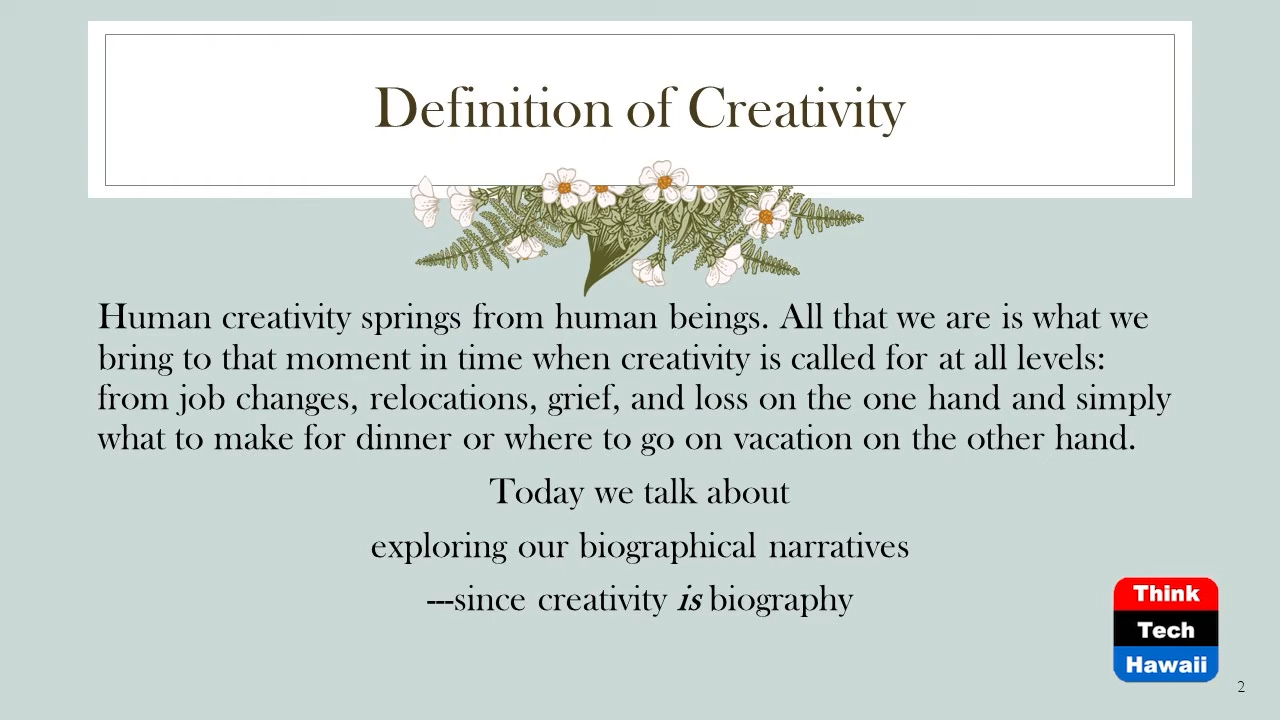 Definition of Creativity
Human creativity springs from human beings. All that we are is what we
bring to that moment in time when creativity is called for at all levels:
from job changes, relocations, grief, and loss on the one hand and simply
what to make for dinner or where to go on vacation on the other hand.
Today we talk about
exploring our biographical narratives
---since creativity is biography
Think
Tech
Hawaii
2